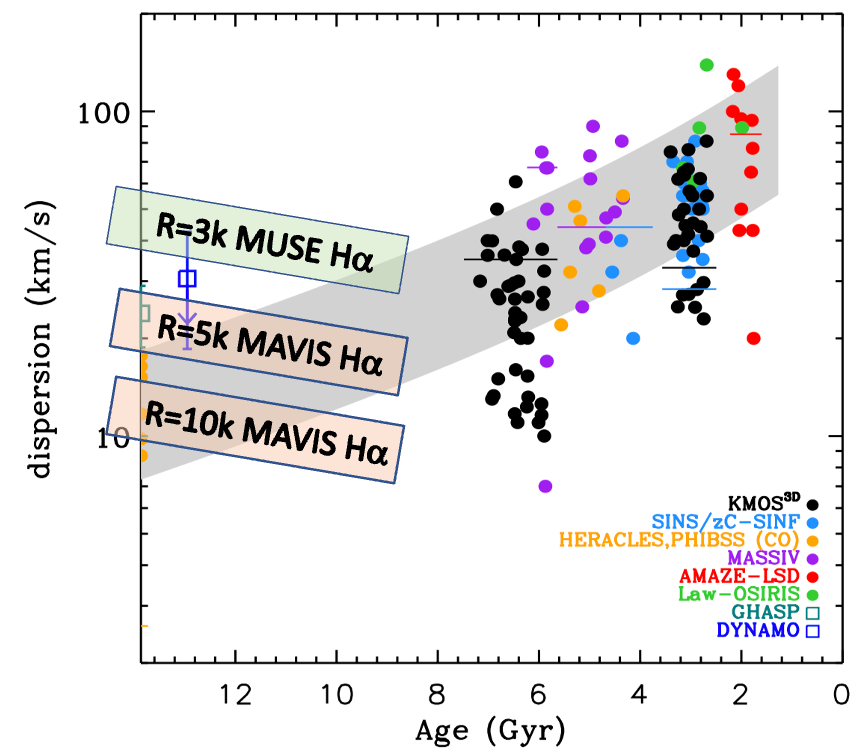 100
10
dispersion (km/s)
R=3k MUSE Hα
R=5k MAVIS Hα
R=10k MAVIS Hα
KMOS3D
SINS/zC-SINF
HERACLES,PHIBSS (CO)
MASSIV
AMAZE-LSD
Law-OSIRIS
GHASP
DYNAMO
12 10 8 6 4 2 0
Age (Gyr)